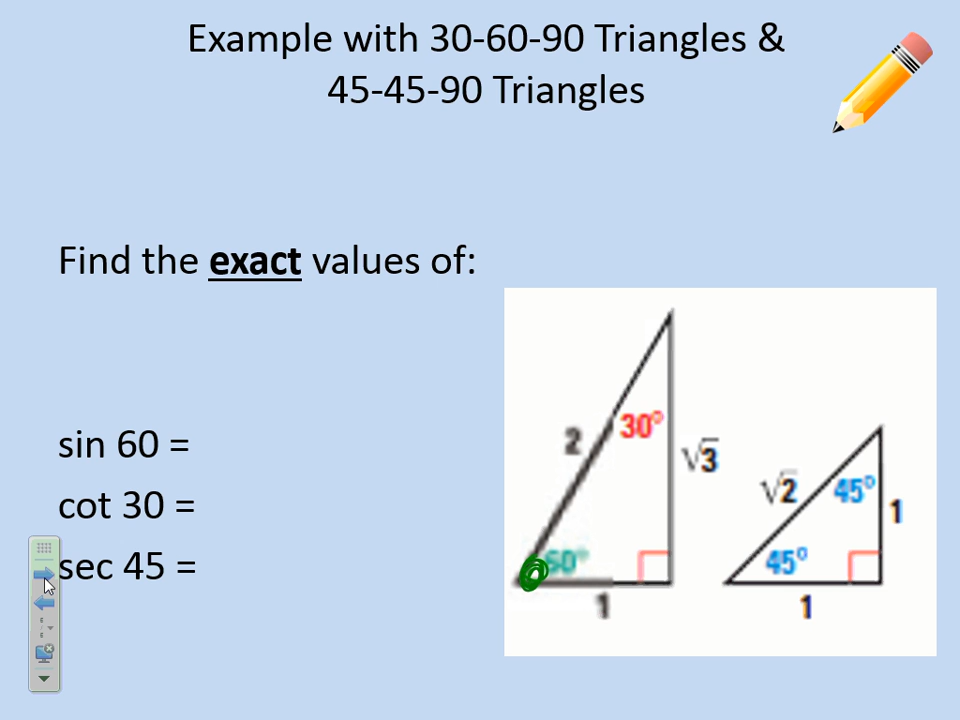 Example with 30-60-90 Triangles &
45-45-90 Triangles
Find the exact values of:
sin 60 =
cot 30 =
sec 45 =
30°
2
√3
60°
1
√2
45°
1
45°
1